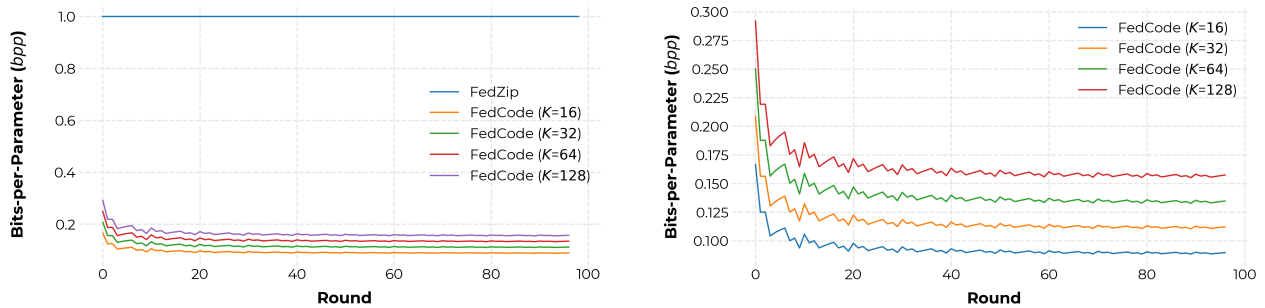 Bits-per-Parameter (bpp)
1.0
0.8
0.6
0.4
0.2
0 20 40 60 80 100
Round
FedZip
FedCode (K=16)
FedCode (K=32)
FedCode (K=64)
FedCode (K=128)
Bits-per-Parameter (bpp)
0.300
0.275
0.250
0.225
0.200
0.175
0.150
0.125
0.100
0 20 40 60 80 100
Round
FedCode (K=16)
FedCode (K=32)
FedCode (K=64)
FedCode (K=128)